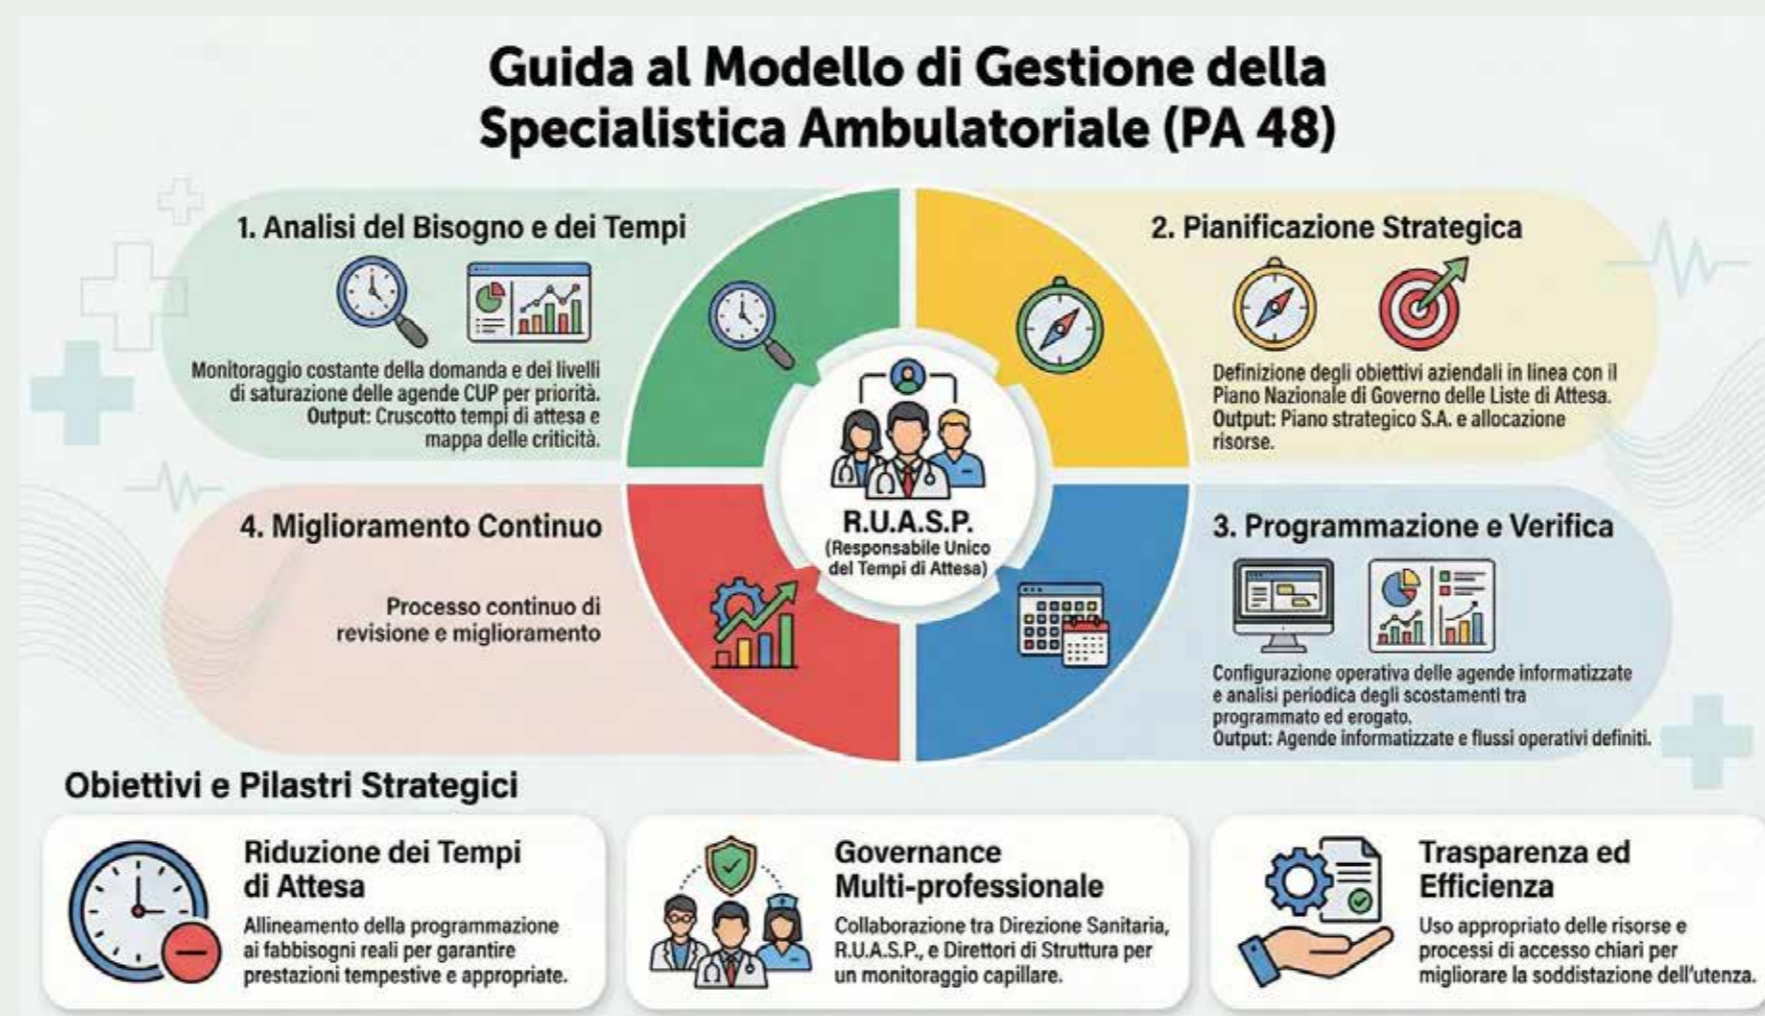 Guida al Modello di Gestione della
Specialistica Ambulatoriale (PA 48)
1. Analisi del Bisogno e dei Tempi
Monitoraggio costante della domanda e dei livelli
di saturazione delle agende CUP per priorità.
Output: Cruscotto tempi di attesa e
mappa delle criticità.
2. Pianificazione Strategica
Definizione degli obiettivi aziendali in linea con il
Piano Nazionale di Governo delle Liste di Attesa.
Output: Piano strategico S.A. e allocazione
risorse.
R.U.A.S.P.
(Responsabile Unico
del Tempi di Attesa)
4. Miglioramento Continuo
Processo continuo di
revisione e miglioramento
3. Programmazione e Verifica
Configurazione operativa delle agende informatizzate
e analisi periodica degli scostamenti tra
programmato ed erogato.
Output: Agende informatizzate e flussi operativi definiti.
Obiettivi e Pilastri Strategici
Riduzione dei Tempi
di Attesa
Allineamento della programmazione
ai fabbisogni reali per garantire
prestazioni tempestive e appropriate.
Governance
Multi-professionale
Collaborazione tra Direzione Sanitaria,
R.U.A.S.P., e Direttori di Struttura per
un monitoraggio capillare.
Trasparenza ed
Efficienza
Uso appropriato delle risorse e
processi di accesso chiari per
migliorare la soddistazione dell'utenza.